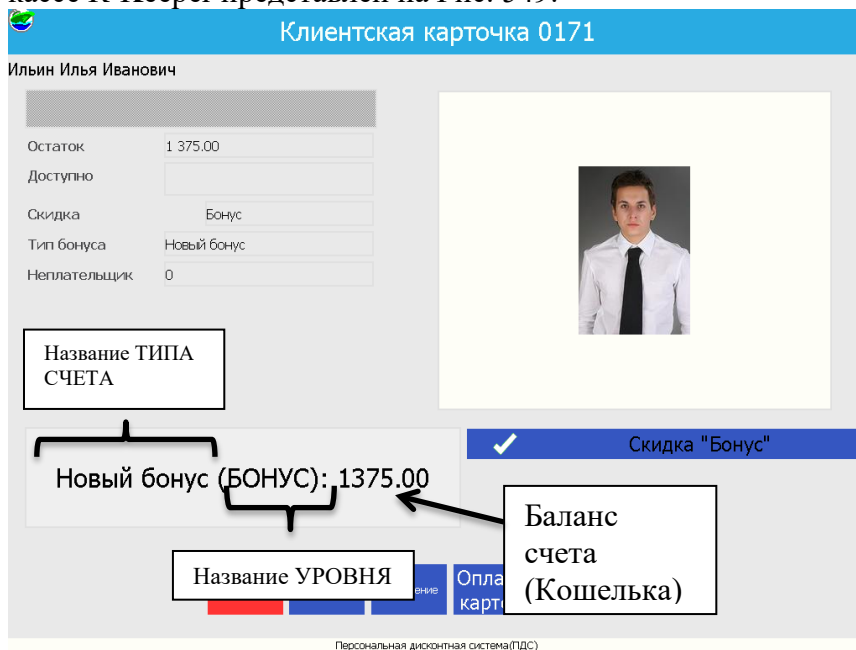 Клиентская карточка 0171
Ильин Илья Иванович
Остаток 1 375.00
Доступно
Скидка Бонус
Тип бонуса Новый бонус
Неплательщик 0
Название ТИПА
СЧЕТА
Скидка "Бонус"
Новый бонус (БОНУС): 1375.00
Баланс
счета
(Кошелька)
Название УРОВНЯ
Персональная дисконтная система(ПДС)